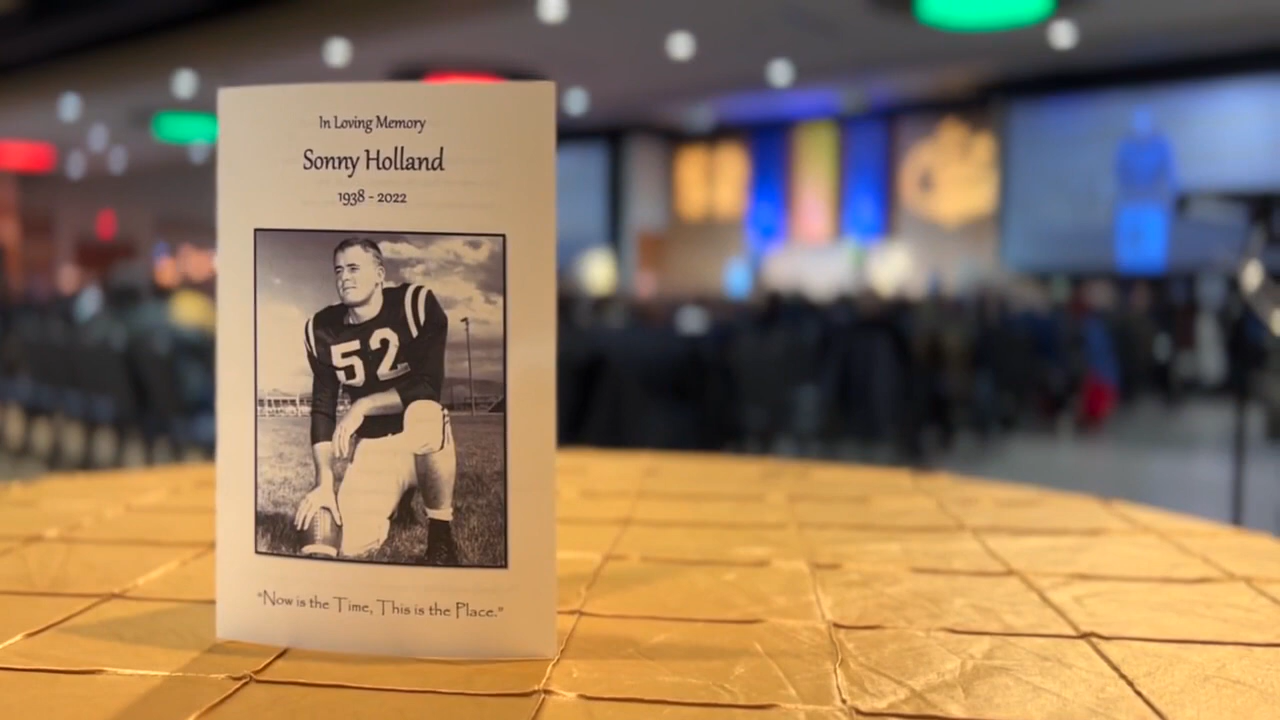 In Loving Memory
Sonny Holland
1938 - 2022
52
"Now is the Time, This is the Place."